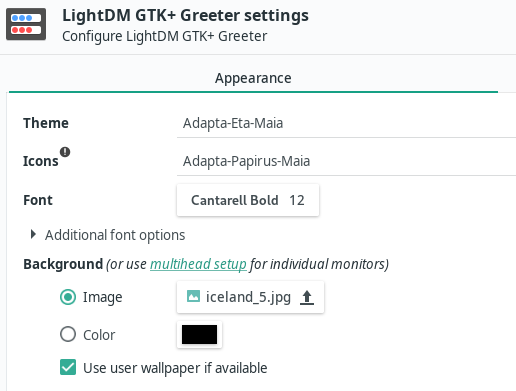 LightDM GTK+ Greeter settings
Configure LightDM GTK+ Greeter
Appearance
Theme Adapta-Eta-Maia
Icons Adapta-Papirus-Maia
Font Cantarell Bold 12
Additional font options
Background (or use multihead setup for individual monitors)
Image iceland_5.jpg
Color
Use user wallpaper if available